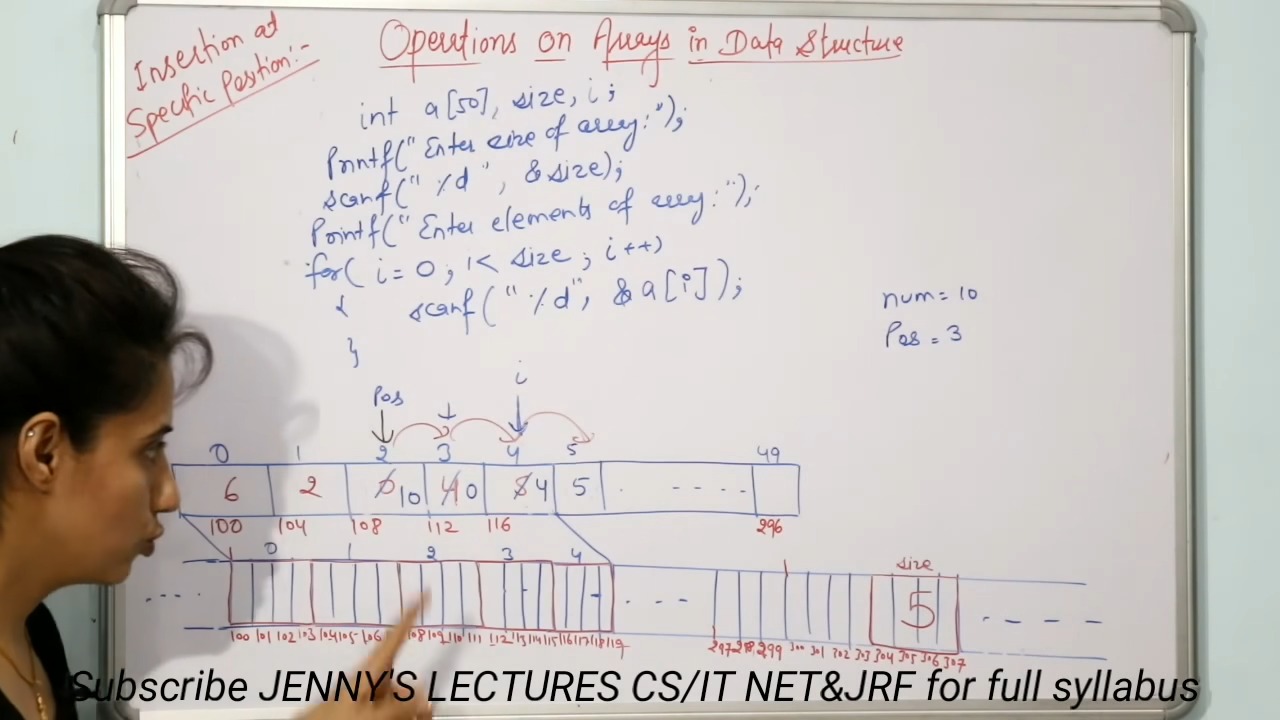 Insertion at
Specific Position:-
Operations on Arrays in Data Structure
int a[50], size, i;
Printf("Enter size of array:");
scanf("%d", &size);
Printf("Enter elements of array:");
for( i=0; i< size; i++)
{ scanf("%d", &a[i]);
}
num=10
Pos = 3
i
Pos
0 1 2 3 4 5 49
6 2 0 10 4 0 8 4 5 . - - - - .
100 104 108 112 116 296
0 1 2 3 4 size
5
100 101 102 103 104 105 106 108 109 110 111 112 113 114 115 116 117 118 119 297 298 299 300 301 302 303 304 305 306 307
Subscribe JENNY'S LECTURES CS/IT NET&JRF for full syllabus